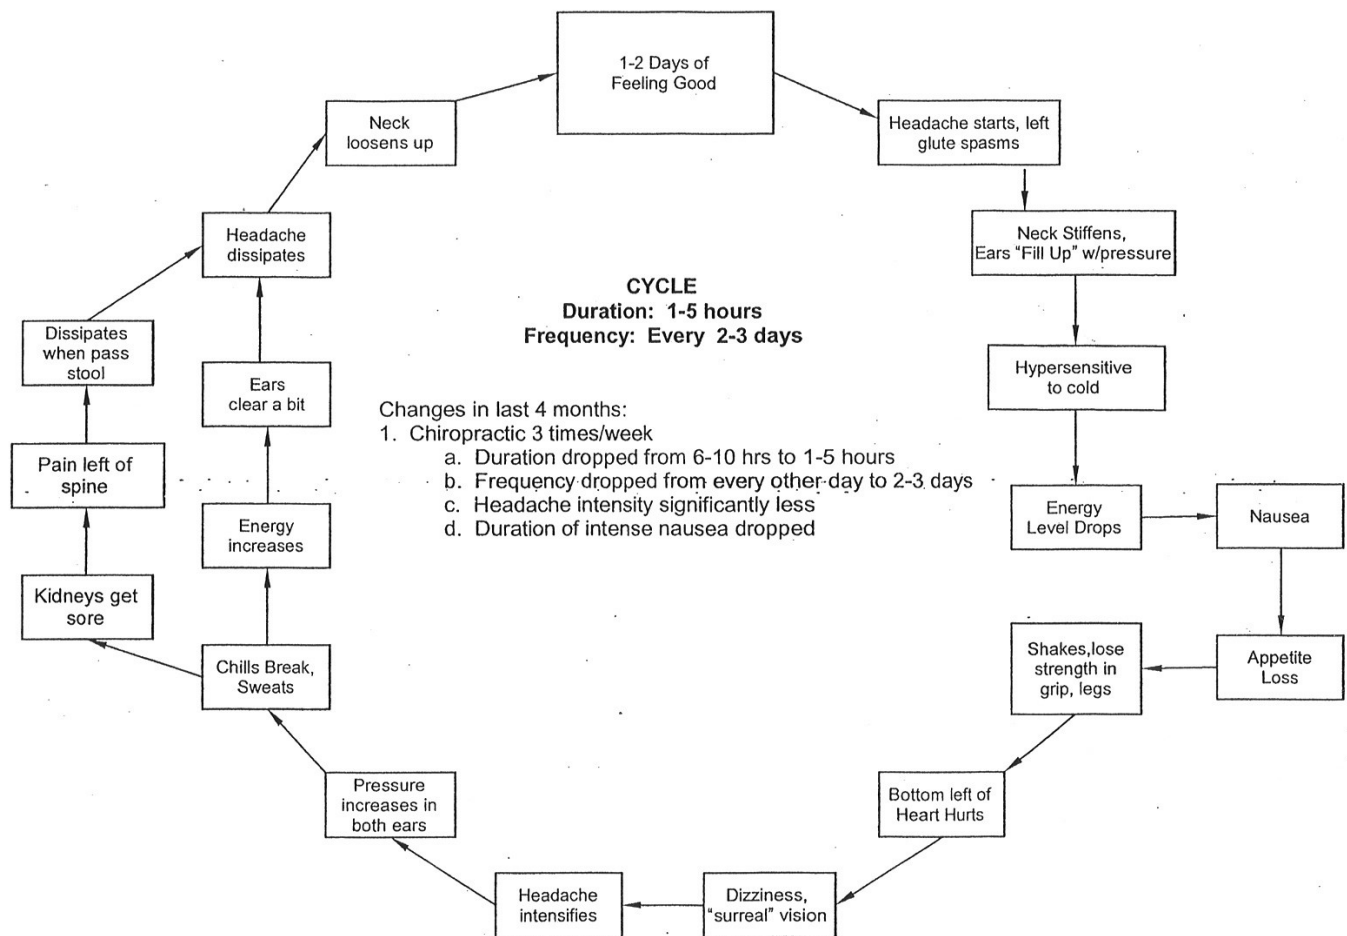 1-2 Days of
Feeling Good
Headache starts, left
glute spasms
Neck Stiffens,
Ears "Fill Up" w/pressure
Hypersensitive
to cold
Energy
Level Drops
Nausea
Appetite
Loss
Shakes,lose
strength in
grip, legs
Bottom left of
Heart Hurts
Dizziness,
"surreal" vision
Headache
intensifies
Pressure
increases in
both ears
Chills Break,
Sweats
Kidneys get
sore
Pain left of
spine
Dissipates
when pass
stool
Energy
increases
Ears
clear a bit
Headache
dissipates
Neck
loosens up
CYCLE
Duration: 1-5 hours
Frequency: Every 2-3 days
Changes in last 4 months:
1. Chiropractic 3 times/week
a. Duration dropped from 6-10 hrs to 1-5 hours
b. Frequency dropped from every other day to 2-3 days
c. Headache intensity significantly less
d. Duration of intense nausea dropped